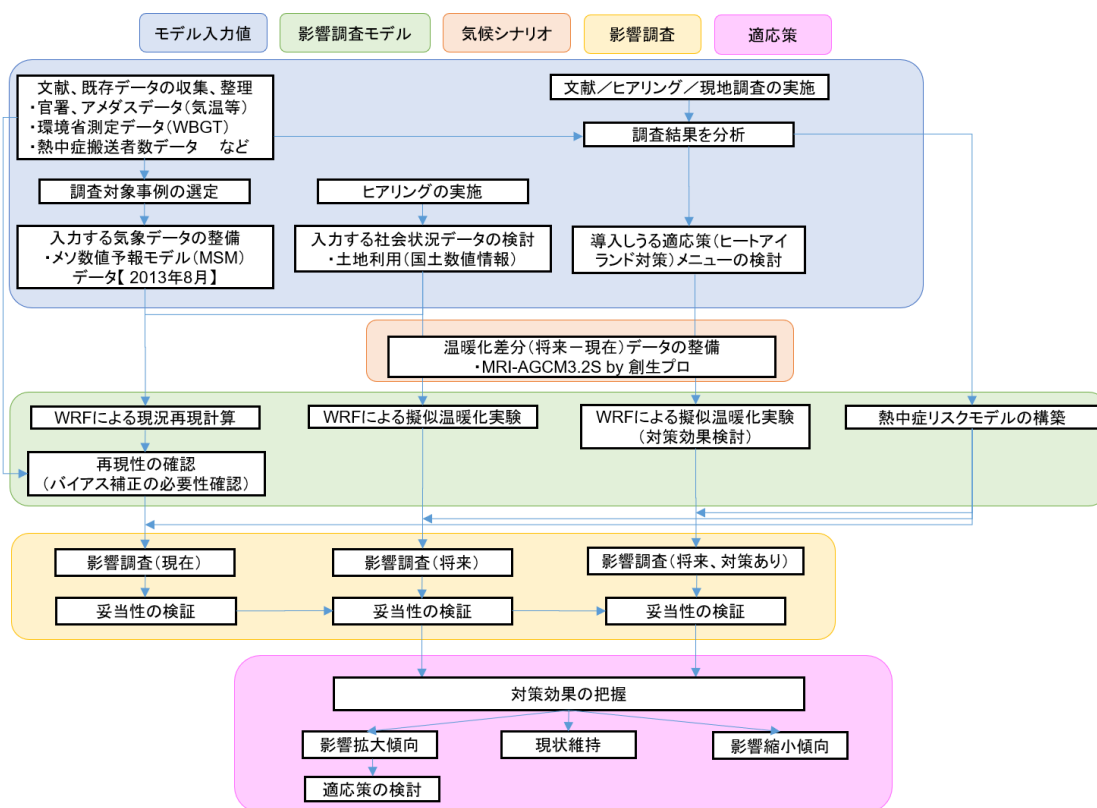 モデル入力値
影響調査モデル
気候シナリオ
影響調査
適応策
文献、既存データの収集、整理
・官署、アメダスデータ(気温等)
・環境省測定データ(WBGT)
・熱中症搬送者数データ　など
文献／ヒアリング／現地調査の実施
調査結果を分析
調査対象事例の選定
ヒアリングの実施
入力する気象データの整備
・メソ数値予報モデル(MSM)
データ【 2013年8月】
入力する社会状況データの検討
・土地利用(国土数値情報)
導入しうる適応策(ヒートアイ
ランド対策)メニューの検討
温暖化差分(将来－現在)データの整備
・MRI-AGCM3.2S by 創生プロ
WRFによる現況再現計算
WRFによる擬似温暖化実験
WRFによる擬似温暖化実験
(対策効果検討)
熱中症リスクモデルの構築
再現性の確認
(バイアス補正の必要性確認)
影響調査(現在)
影響調査(将来)
影響調査(将来、対策あり)
妥当性の検証
妥当性の検証
妥当性の検証
対策効果の把握
影響拡大傾向
現状維持
影響縮小傾向
適応策の検討